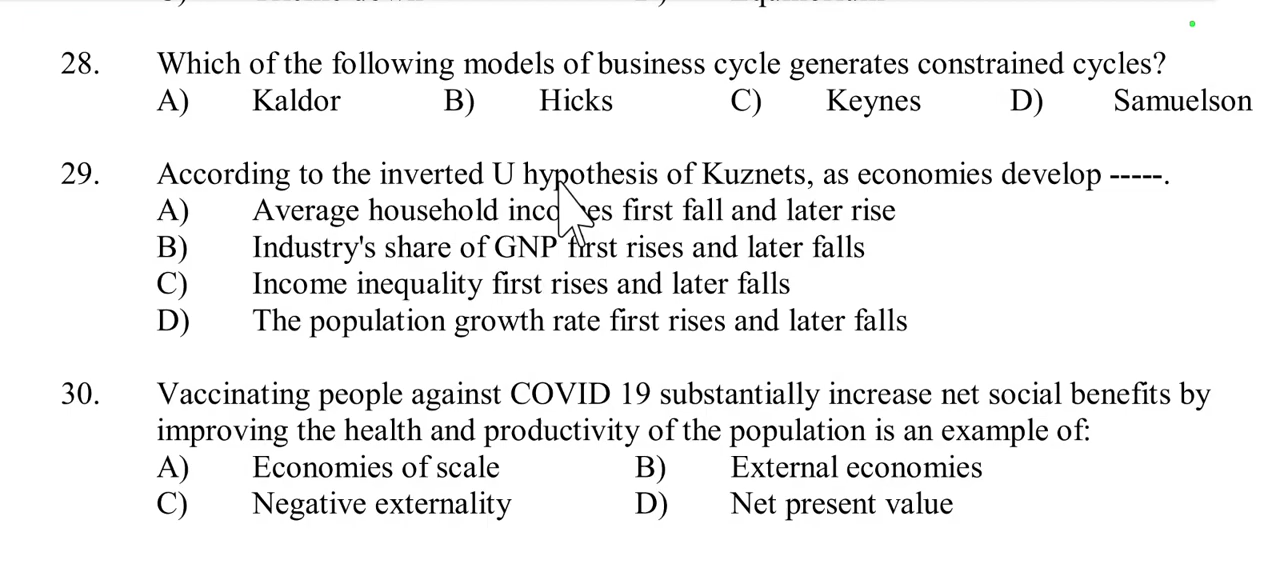 28. Which of the following models of business cycle generates constrained cycles?
A) Kaldor B) Hicks C) Keynes D) Samuelson
29. According to the inverted U hypothesis of Kuznets, as economies develop -----.
A) Average household incomes first fall and later rise
B) Industry's share of GNP first rises and later falls
C) Income inequality first rises and later falls
D) The population growth rate first rises and later falls
30. Vaccinating people against COVID 19 substantially increase net social benefits by
improving the health and productivity of the population is an example of:
A) Economies of scale B) External economies
C) Negative externality D) Net present value